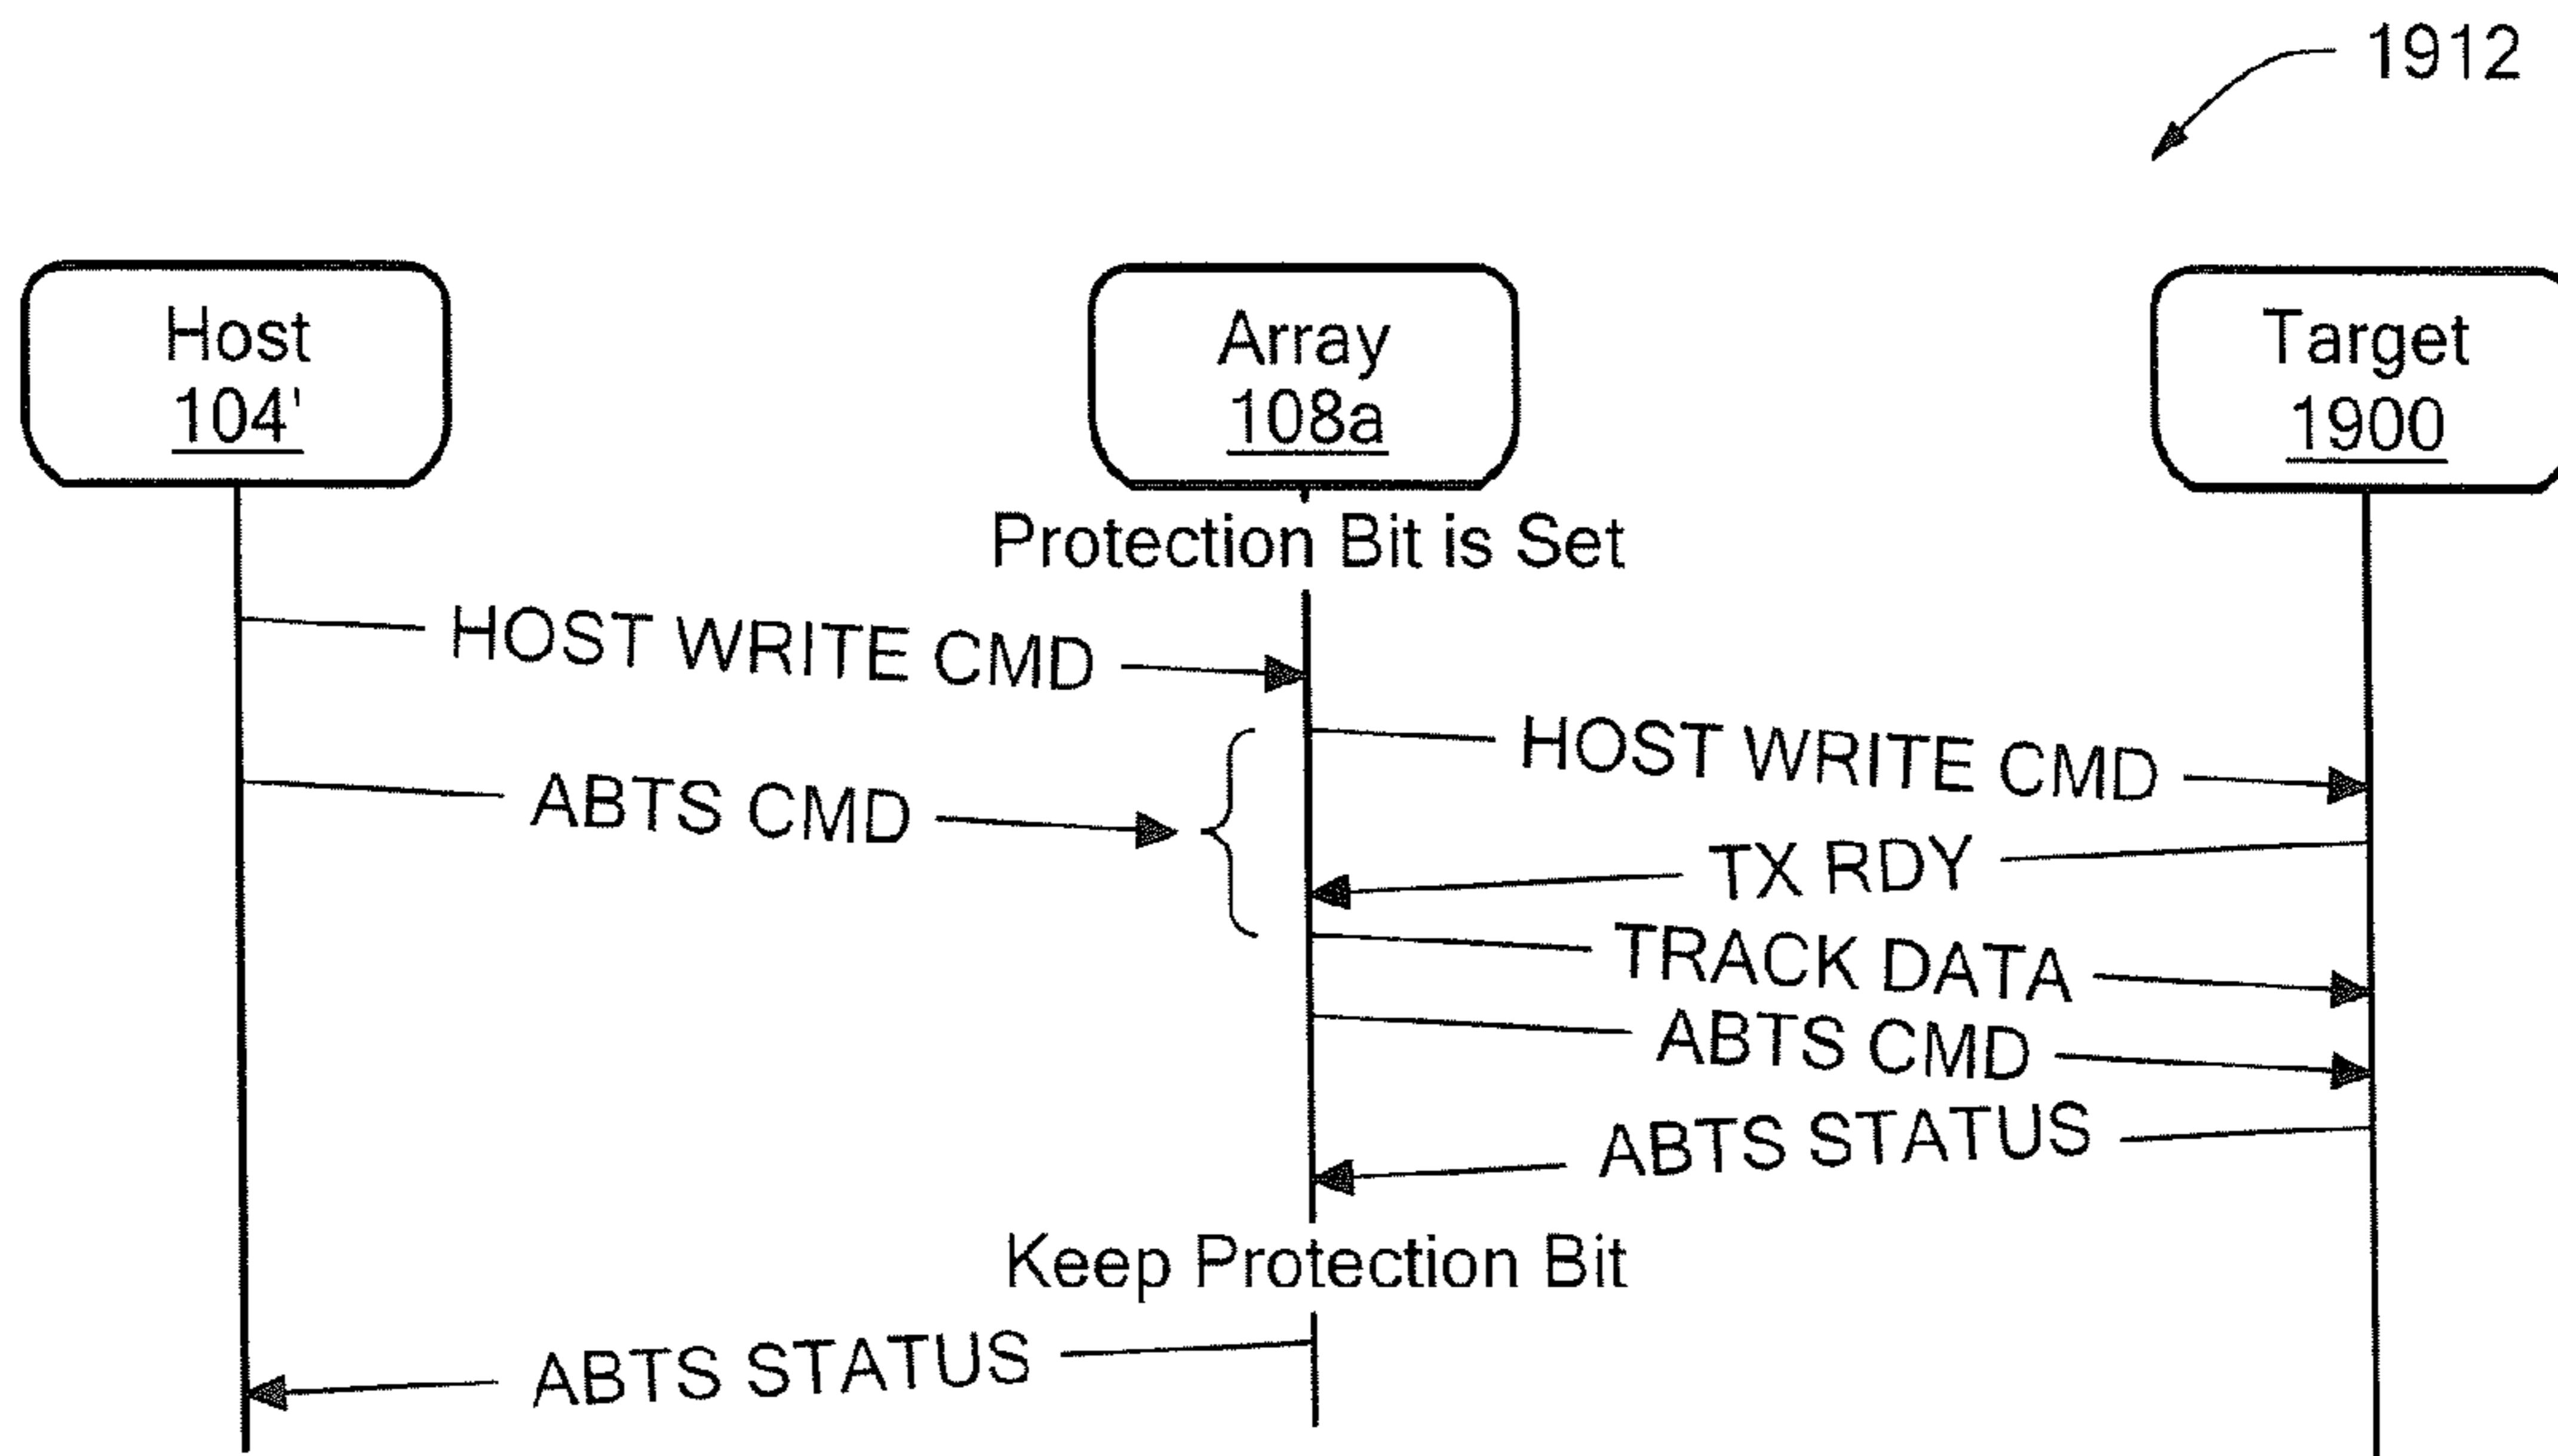 1912
Host
104'
Array
108a
Target
1900
Protection Bit is Set
HOST WRITE CMD
HOST WRITE CMD
ABTS CMD
TX RDY
TRACK DATA
ABTS CMD
ABTS STATUS
Keep Protection Bit
ABTS STATUS